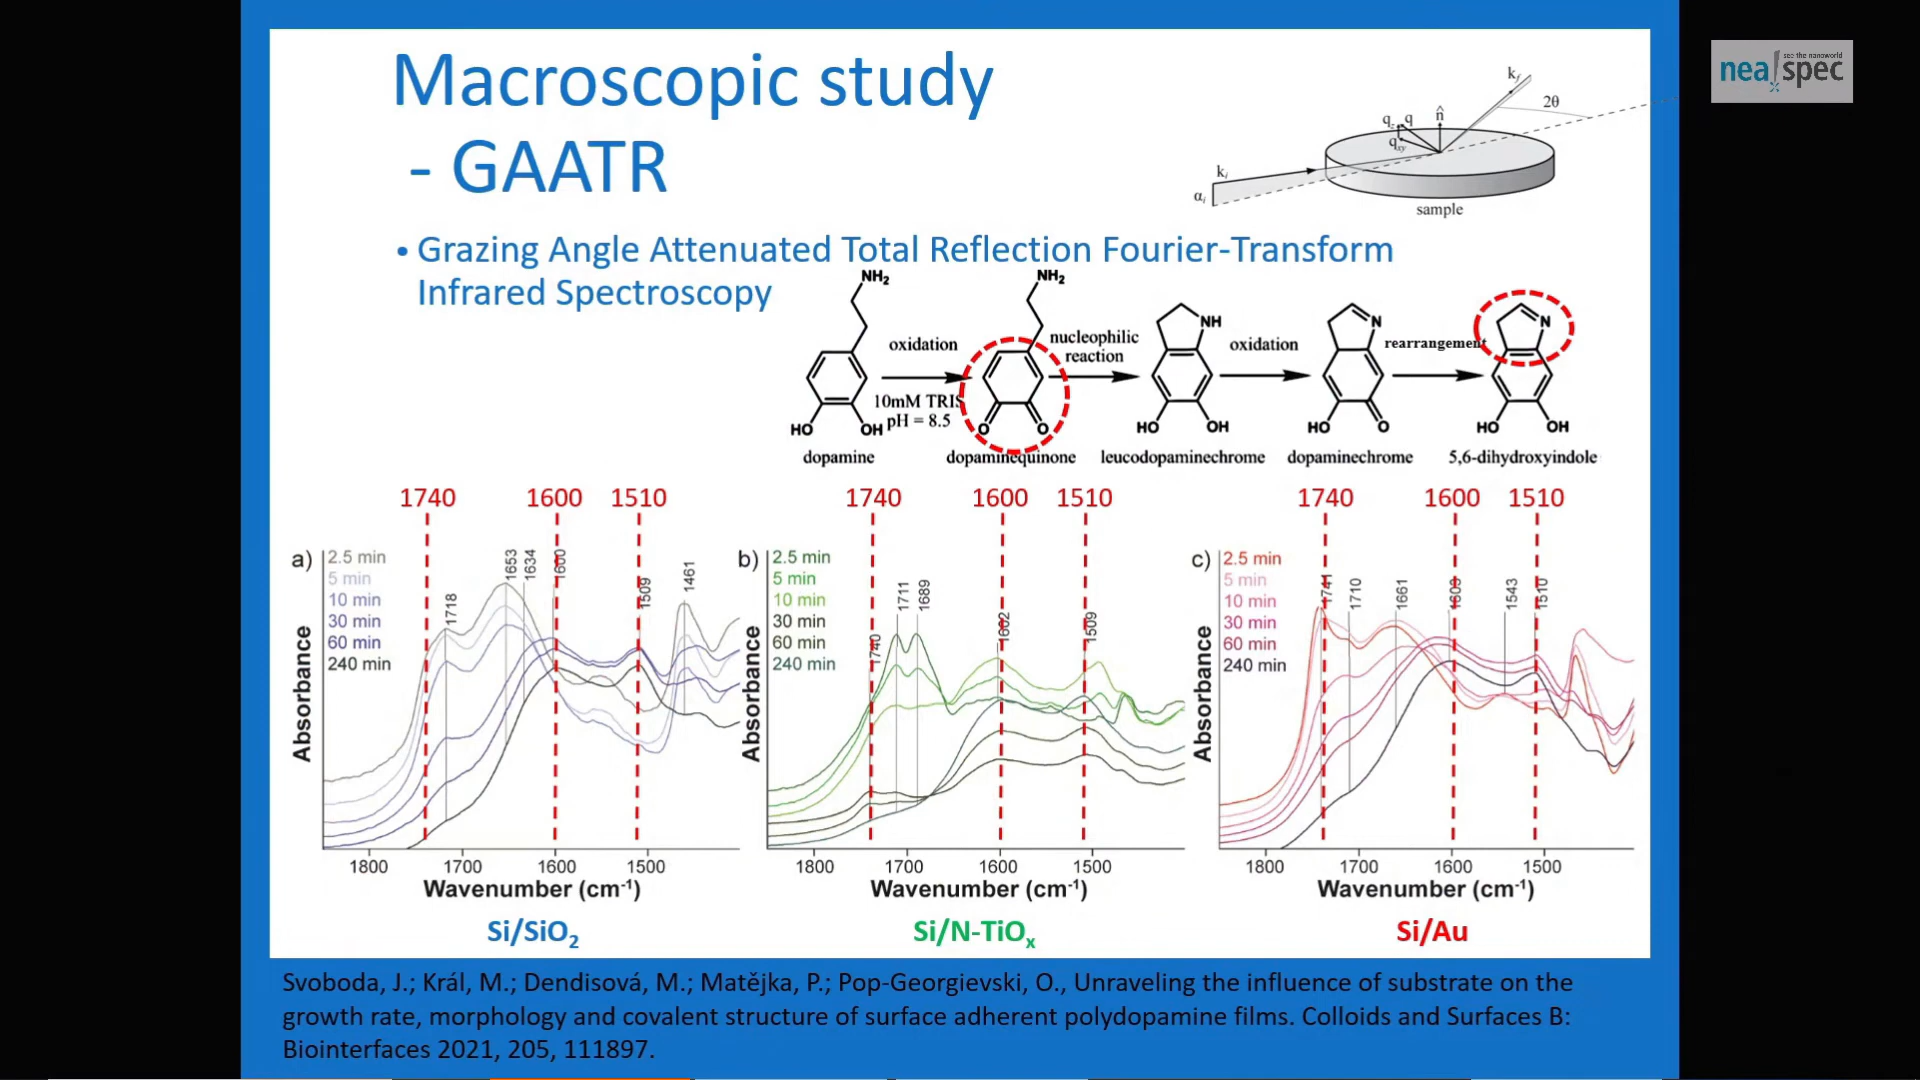 Macroscopic study
- GAATR
see the nanoworld
nea spec
kf
2θ
n̂
qz
q
qxy
ki
αi
sample
• Grazing Angle Attenuated Total Reflection Fourier-Transform
Infrared Spectroscopy
NH2
NH2
oxidation
nucleophilic
reaction
NH
oxidation
N
rearrangement
N
10mM TRIS
pH = 8.5
HO
OH
O
O
HO
OH
HO
O
HO
OH
dopamine
dopaminequinone
leucodopaminechrome
dopaminechrome
5,6-dihydroxyindole
1740
1600
1510
1740
1600
1510
1740
1600
1510
a)
2.5 min
5 min
10 min
30 min
60 min
240 min
1718
1653
1634
1600
1509
1461
Absorbance
1800
1700
1600
1500
Wavenumber (cm-1)
Si/SiO2
b)
2.5 min
5 min
10 min
30 min
60 min
240 min
1740
1711
1689
1602
1509
Absorbance
1800
1700
1600
1500
Wavenumber (cm-1)
Si/N-TiOx
c)
2.5 min
5 min
10 min
30 min
60 min
240 min
1741
1710
1661
1603
1543
1510
Absorbance
1800
1700
1600
1500
Wavenumber (cm-1)
Si/Au
Svoboda, J.; Král, M.; Dendisová, M.; Matějka, P.; Pop-Georgievski, O., Unraveling the influence of substrate on the
growth rate, morphology and covalent structure of surface adherent polydopamine films. Colloids and Surfaces B:
Biointerfaces 2021, 205, 111897.